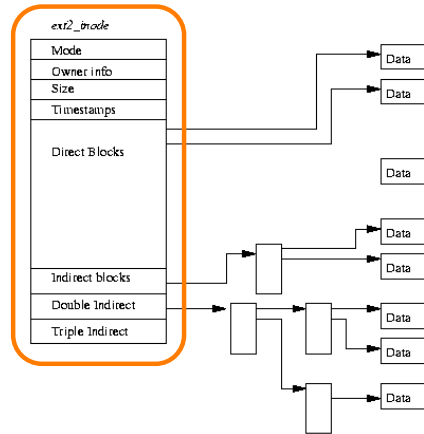 ext2_inode
Mode
Owner info
Size
Timestamps
Direct Blocks
Indirect blocks
Double Indirect
Triple Indirect
Data
Data
Data
Data
Data
Data
Data
Data